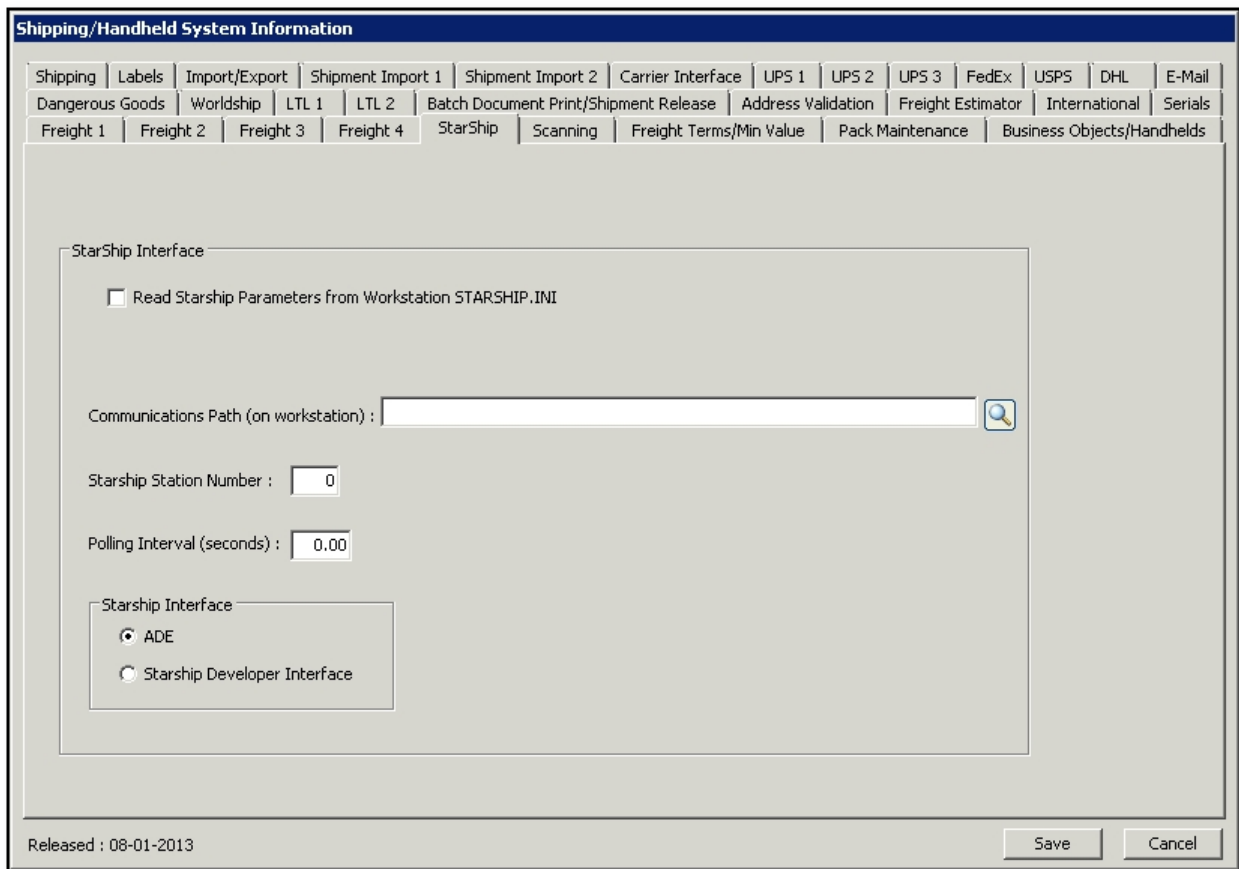 Shipping/Handheld System Information
Shipping Labels Import/Export Shipment Import 1 Shipment Import 2 Carrier Interface UPS 1 UPS 2 UPS 3 FedEx USPS DHL E-Mail
Dangerous Goods Worldship LTL 1 LTL 2 Batch Document Print/Shipment Release Address Validation Freight Estimator International Serials
Freight 1 Freight 2 Freight 3 Freight 4 StarShip Scanning Freight Terms/Min Value Pack Maintenance Business Objects/Handhelds
StarShip Interface
Read Starship Parameters from Workstation STARSHIP.INI
Communications Path (on workstation) :
Starship Station Number : 0
Polling Interval (seconds) : 0.00
Starship Interface
ADE
Starship Developer Interface
Released : 08-01-2013 Save Cancel